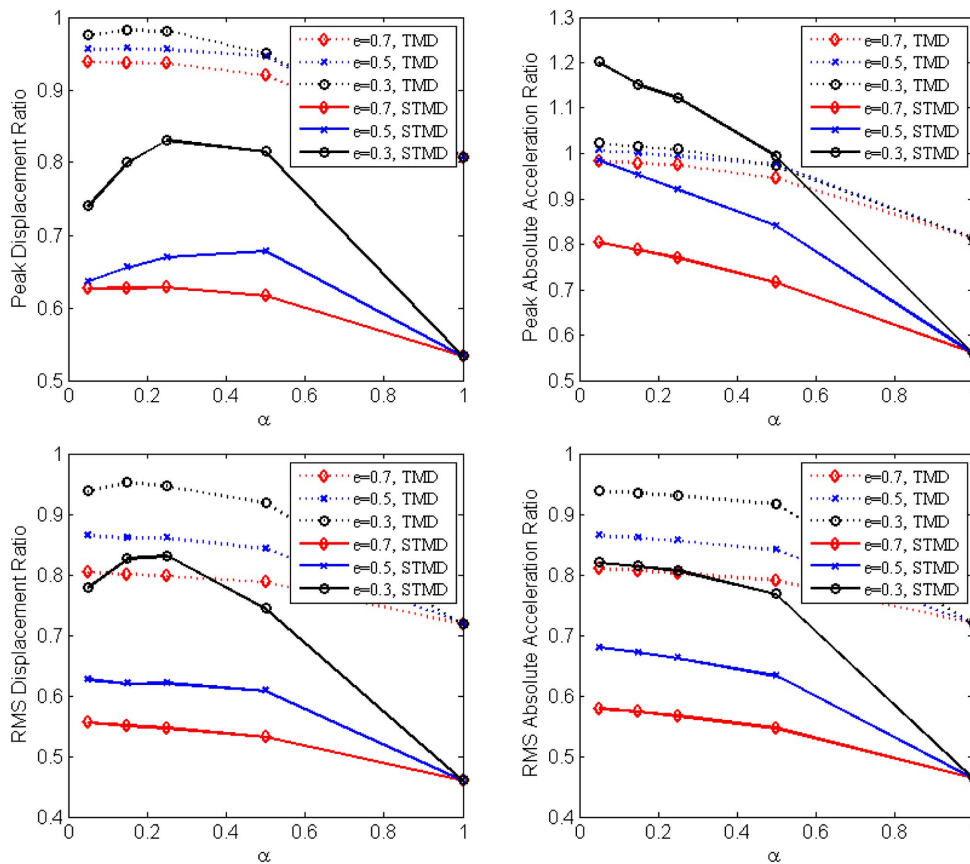 Peak Displacement Ratio
1
0.9
0.8
0.7
0.6
0.5
0
0.2
0.4
0.6
0.8
1
α
e=0.7, TMD
e=0.5, TMD
e=0.3, TMD
e=0.7, STMD
e=0.5, STMD
e=0.3, STMD
Peak Absolute Acceleration Ratio
1.3
1.2
1.1
1
0.9
0.8
0.7
0.6
0.5
0
0.2
0.4
0.6
0.8
α
e=0.7, TMD
e=0.5, TMD
e=0.3, TMD
e=0.7, STMD
e=0.5, STMD
e=0.3, STMD
RMS Displacement Ratio
1
0.9
0.8
0.7
0.6
0.5
0.4
0
0.2
0.4
0.6
0.8
1
α
e=0.7, TMD
e=0.5, TMD
e=0.3, TMD
e=0.7, STMD
e=0.5, STMD
e=0.3, STMD
RMS Absolute Acceleration Ratio
1
0.9
0.8
0.7
0.6
0.5
0.4
0
0.2
0.4
0.6
0.8
α
e=0.7, TMD
e=0.5, TMD
e=0.3, TMD
e=0.7, STMD
e=0.5, STMD
e=0.3, STMD